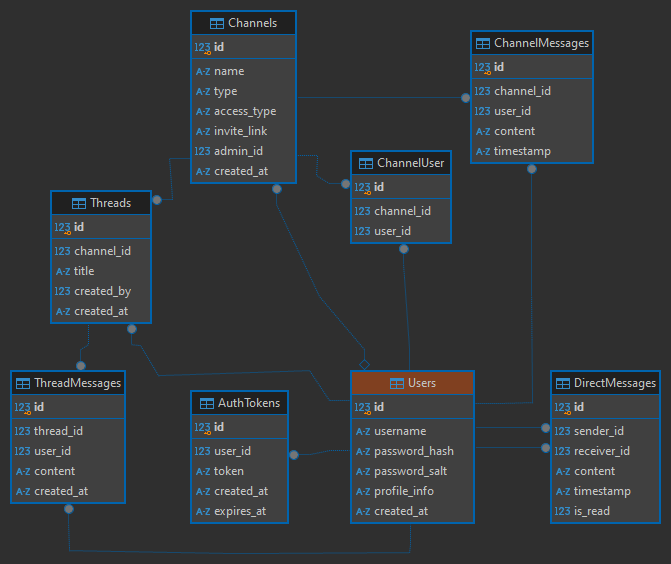 Channels
123 id
A-Z name
A-Z type
A-Z access_type
A-Z invite_link
123 admin_id
A-Z created_at
ChannelMessages
123 id
123 channel_id
123 user_id
A-Z content
A-Z timestamp
ChannelUser
123 id
123 channel_id
123 user_id
Threads
123 id
123 channel_id
A-Z title
123 created_by
A-Z created_at
ThreadMessages
123 id
123 thread_id
123 user_id
A-Z content
A-Z created_at
AuthTokens
123 id
123 user_id
A-Z token
A-Z created_at
A-Z expires_at
Users
123 id
A-Z username
A-Z password_hash
A-Z password_salt
A-Z profile_info
A-Z created_at
DirectMessages
123 id
123 sender_id
123 receiver_id
A-Z content
A-Z timestamp
123 is_read